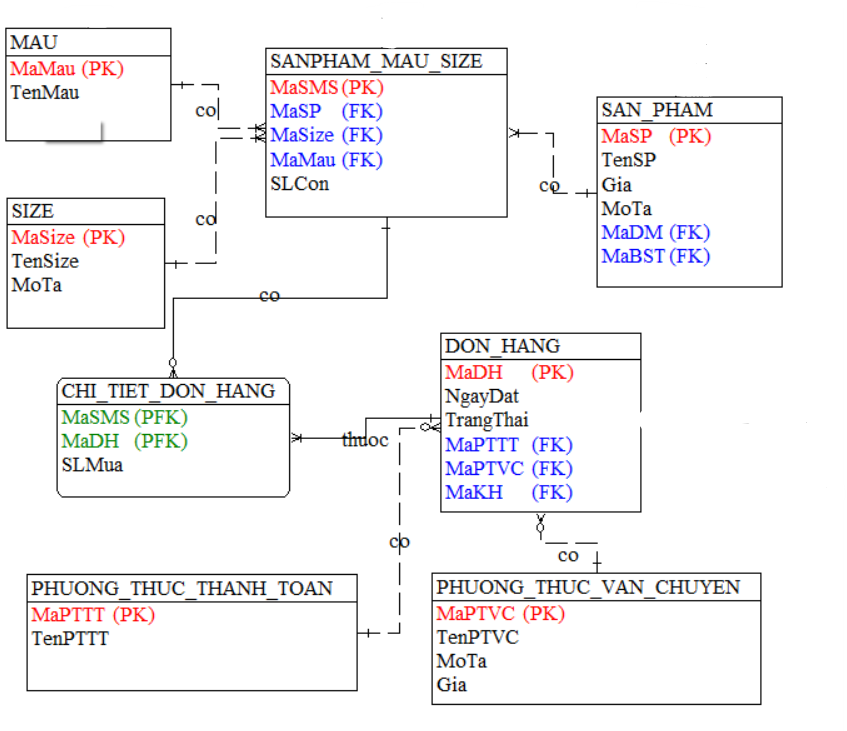 MAU
MaMau (PK)
TenMau
co
SANPHAM_MAU_SIZE
MaSMS (PK)
MaSP (FK)
MaSize (FK)
MaMau (FK)
SLCon
SAN_PHAM
MaSP (PK)
TenSP
Gia
MoTa
MaDM (FK)
MaBST (FK)
co
SIZE
MaSize (PK)
TenSize
MoTa
co
co
CHI_TIET_DON_HANG
MaSMS (PFK)
MaDH (PFK)
SLMua
thuoc
DON_HANG
MaDH (PK)
NgayDat
TrangThai
MaPTTT (FK)
MaPTVC (FK)
MaKH (FK)
co
co
PHUONG_THUC_THANH_TOAN
MaPTTT (PK)
TenPTTT
PHUONG_THUC_VAN_CHUYEN
MaPTVC (PK)
TenPTVC
MoTa
Gia